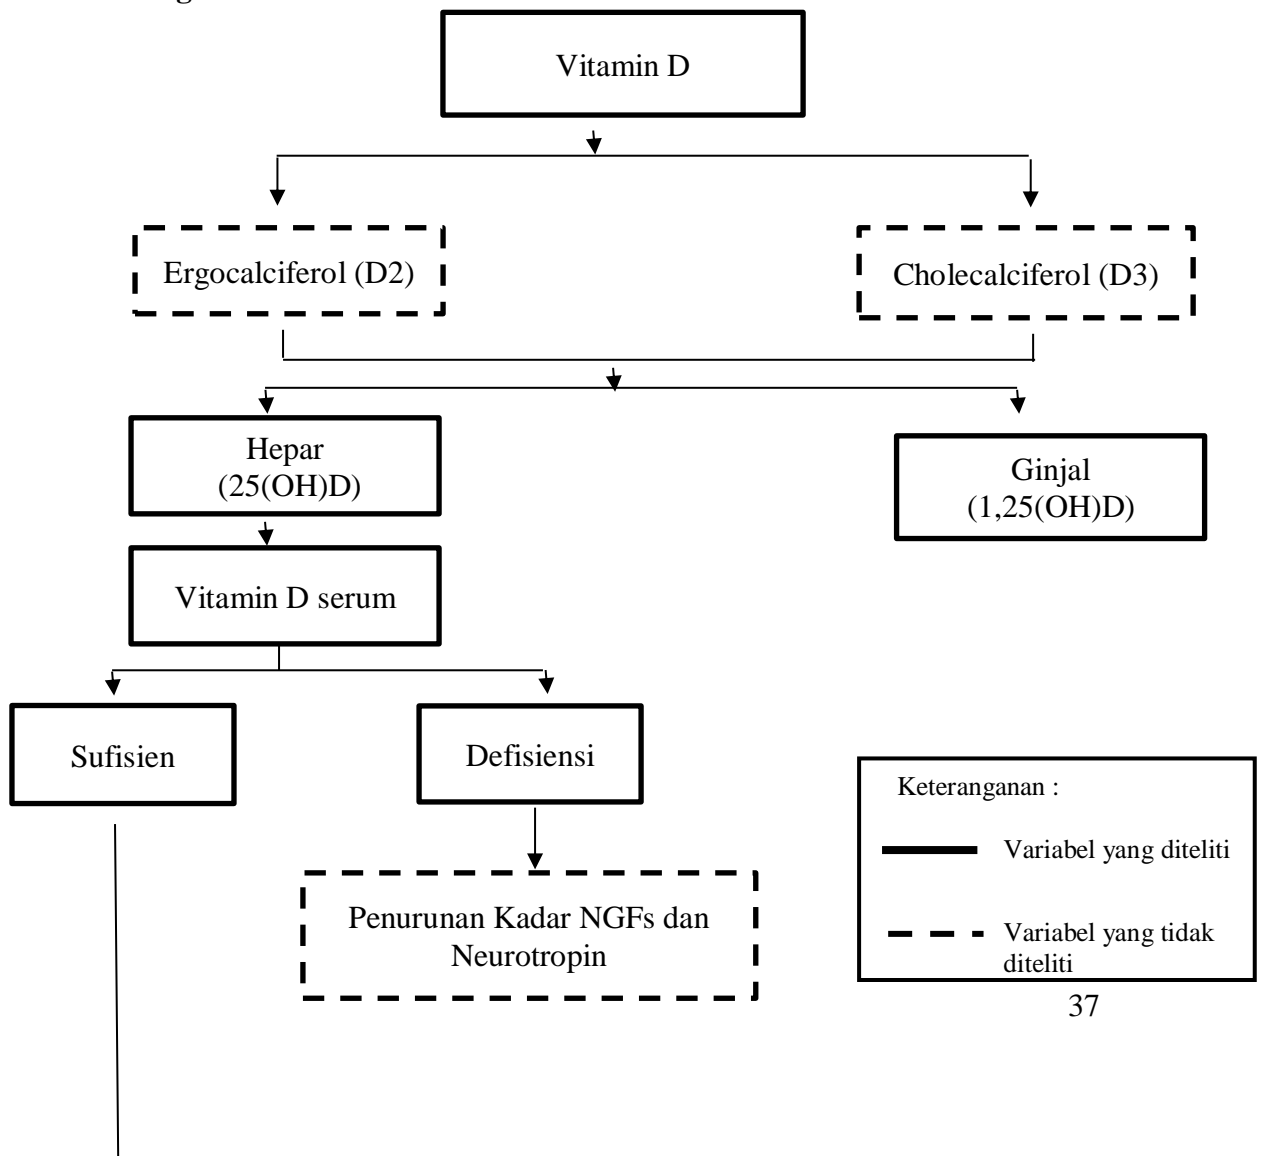 Vitamin D
Ergocalciferol (D2)
Cholecalciferol (D3)
Hepar
(25(OH)D)
Ginjal
(1,25(OH)D)
Vitamin D serum
Sufisien
Defisiensi
Penurunan Kadar NGFs dan
Neurotropin
Keteranganan :
Variabel yang diteliti
Variabel yang tidak
diteliti
37